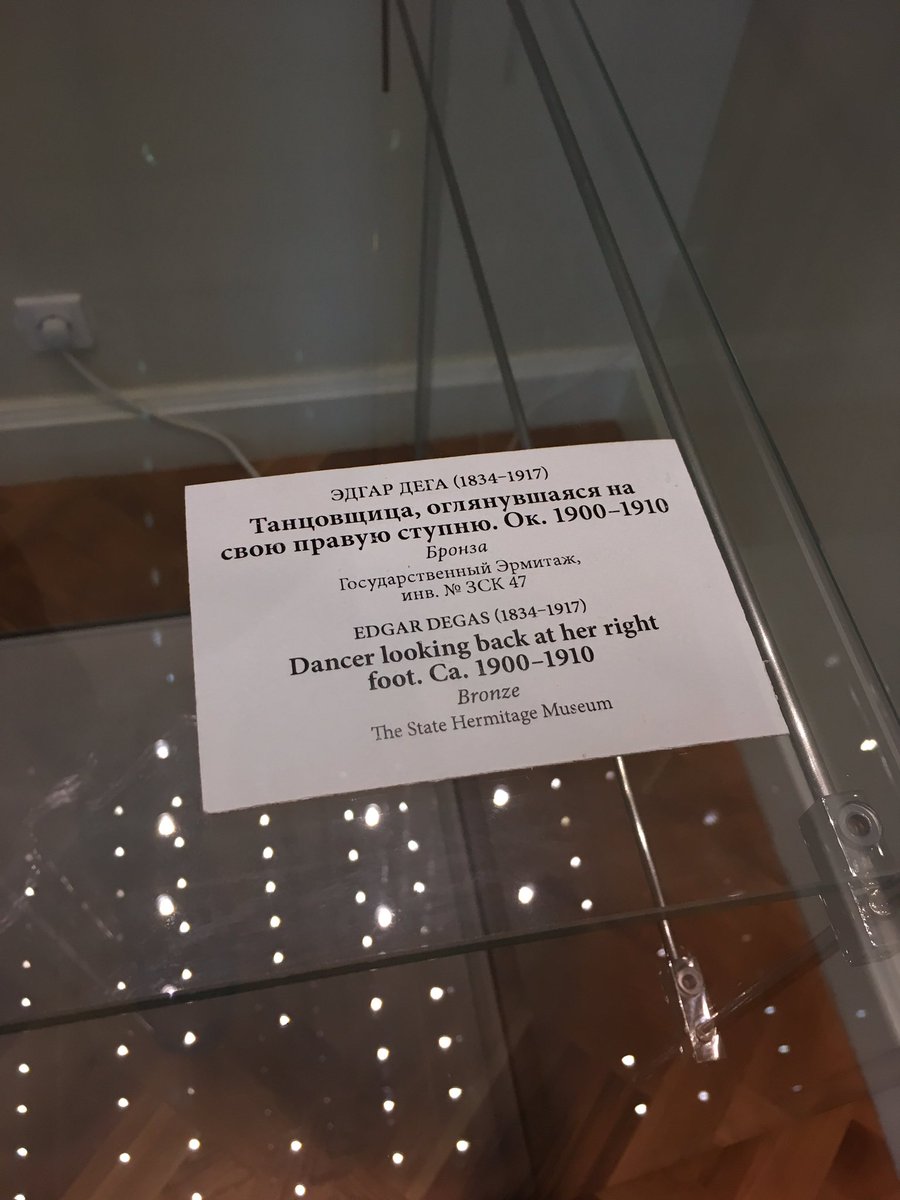 ЭДГАР ДЕГА (1834–1917)
Танцовщица, оглянувшаяся на
свою правую ступню. Ок. 1900–1910
Бронза
Государственный Эрмитаж,
инв. № ЗСК 47
EDGAR DEGAS (1834–1917)
Dancer looking back at her right
foot. Ca. 1900–1910
Bronze
The State Hermitage Museum